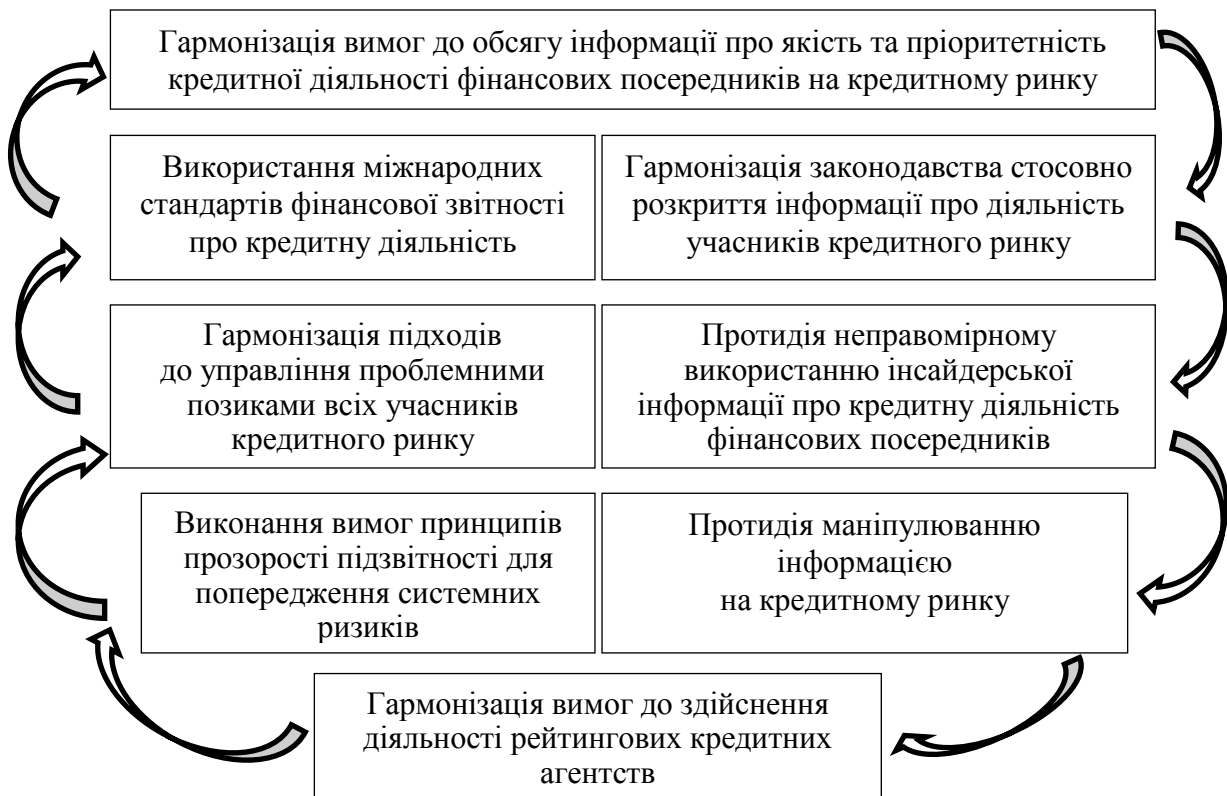 Гармонізація вимог до обсягу інформації про якість та пріоритетність
кредитної діяльності фінансових посередників на кредитному ринку
Використання міжнародних
стандартів фінансової звітності
про кредитну діяльність
Гармонізація законодавства стосовно
розкриття інформації про діяльність
учасників кредитного ринку
Гармонізація підходів
до управління проблемними
позиками всіх учасників
кредитного ринку
Протидія неправомірному
використанню інсайдерської
інформації про кредитну діяльність
фінансових посередників
Виконання вимог принципів
прозорості підзвітності для
попередження системних
ризиків
Протидія маніпулюванню
інформацією
на кредитному ринку
Гармонізація вимог до здійснення
діяльності рейтингових кредитних
агентств